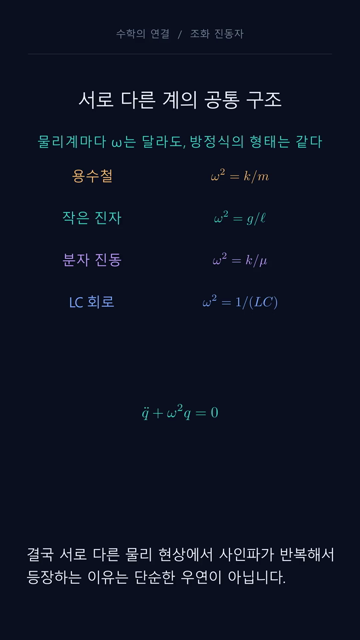 수학의 연결 / 조화 진동자
서로 다른 계의 공통 구조
물리계마다 ω는 달라도, 방정식의 형태는 같다
용수철 ω² = k/m
작은 진자 ω² = g/ℓ
분자 진동 ω² = k/μ
LC 회로 ω² = 1/(LC)
q̈ + ω²q = 0
결국 서로 다른 물리 현상에서 사인파가 반복해서
등장하는 이유는 단순한 우연이 아닙니다.